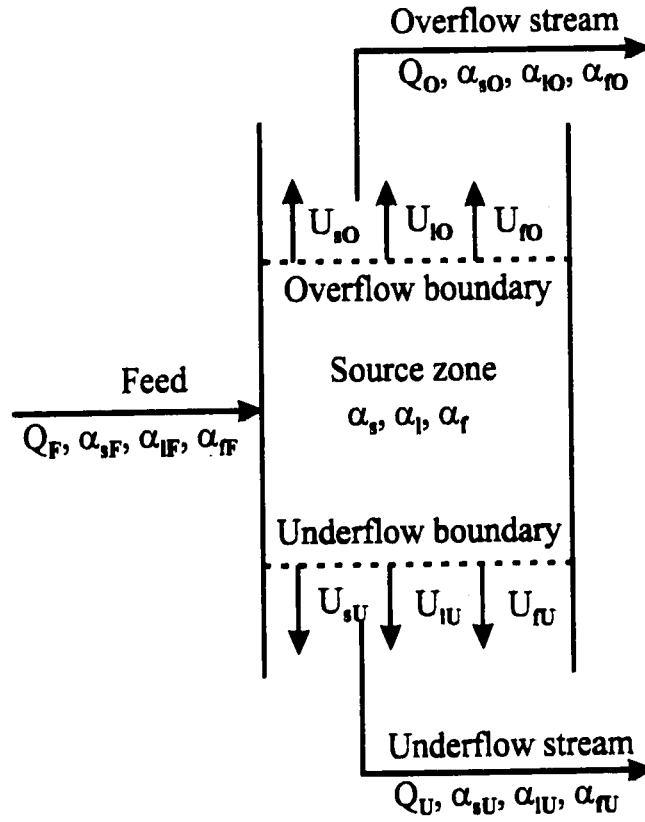 Overflow stream
Q_O, α_sO, α_lO, α_fO
U_sO U_lO U_fO
Overflow boundary
Feed
Source zone
Q_F, α_sF, α_lF, α_fF
α_s, α_l, α_f
Underflow boundary
U_sU U_lU U_fU
Underflow stream
Q_U, α_sU, α_lU, α_fU